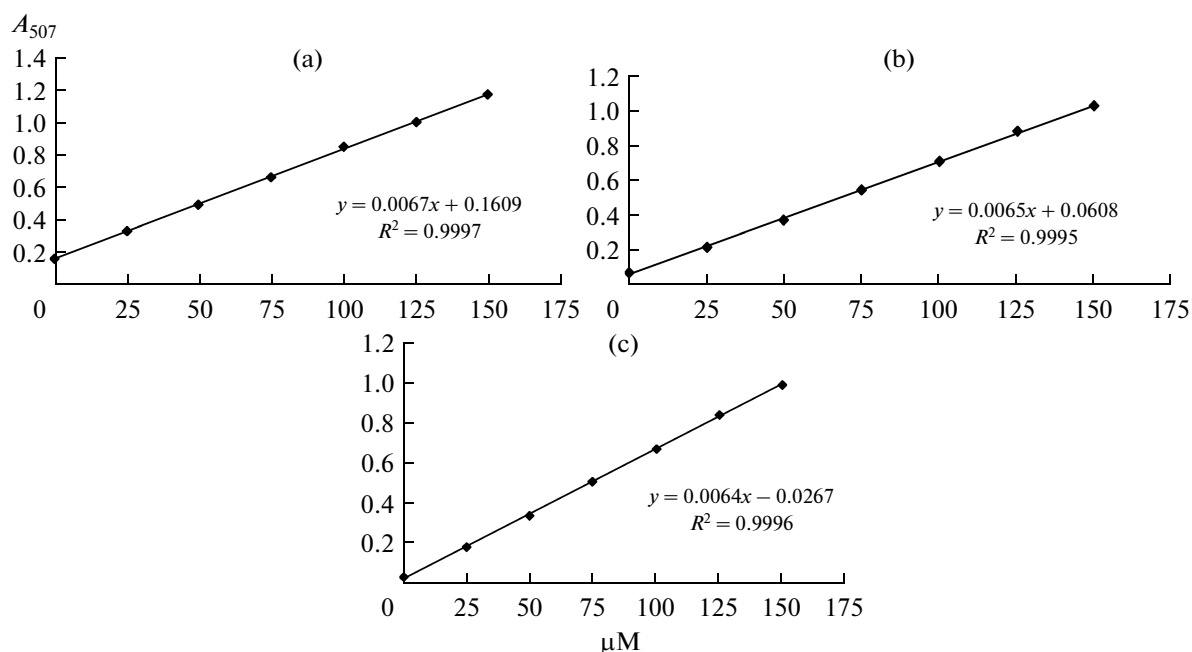 A₅₀₇
(a)
1.4
1.2
1.0
0.8
0.6
0.4
0.2
y = 0.0067x + 0.1609
R² = 0.9997
0 25 50 75 100 125 150 175
(b)
1.2
1.0
0.8
0.6
0.4
0.2
y = 0.0065x + 0.0608
R² = 0.9995
0 25 50 75 100 125 150 175
(c)
1.2
1.0
0.8
0.6
0.4
0.2
y = 0.0064x − 0.0267
R² = 0.9996
0 25 50 75 100 125 150 175
μM